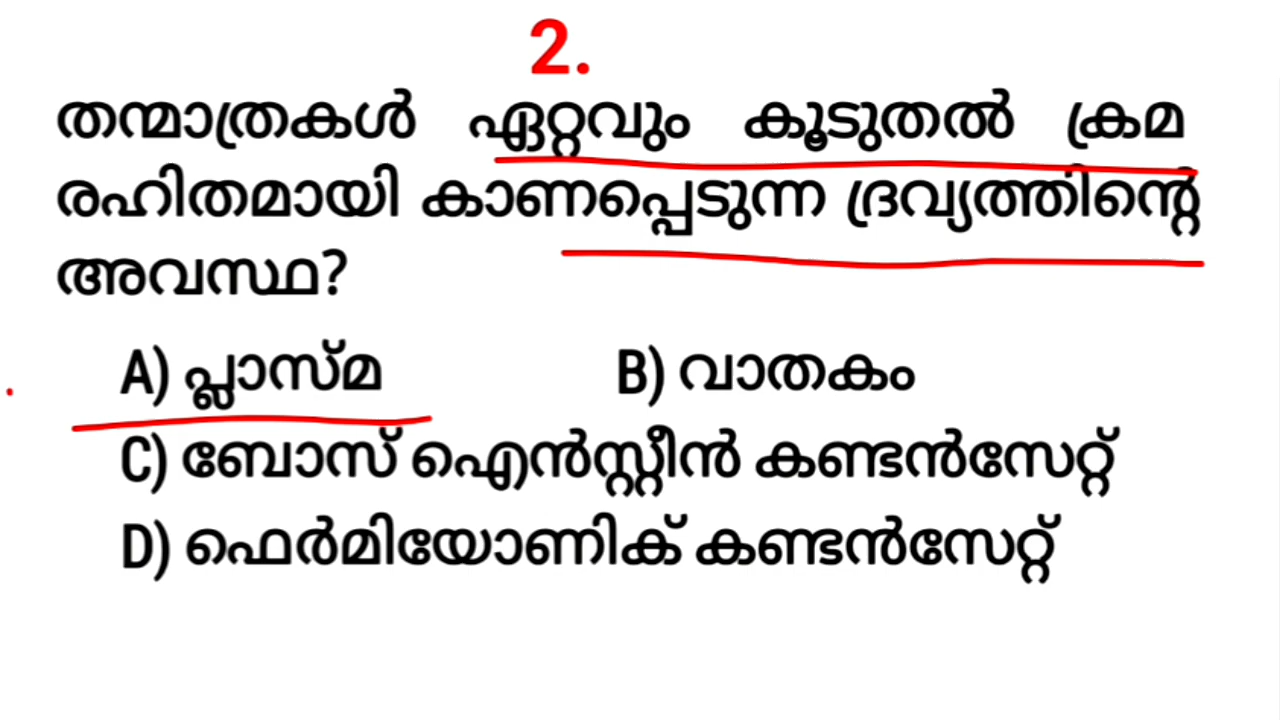 2.
തന്മാത്രകൾ ഏറ്റവും കൂടുതൽ ക്രമ
രഹിതമായി കാണപ്പെടുന്ന ദ്രവ്യത്തിന്റെ
അവസ്ഥ?
A) പ്ലാസ്മ B) വാതകം
C) ബോസ് ഐൻസ്റ്റീൻ കണ്ടൻസേറ്റ്
D) ഫെർമിയോണിക് കണ്ടൻസേറ്റ്